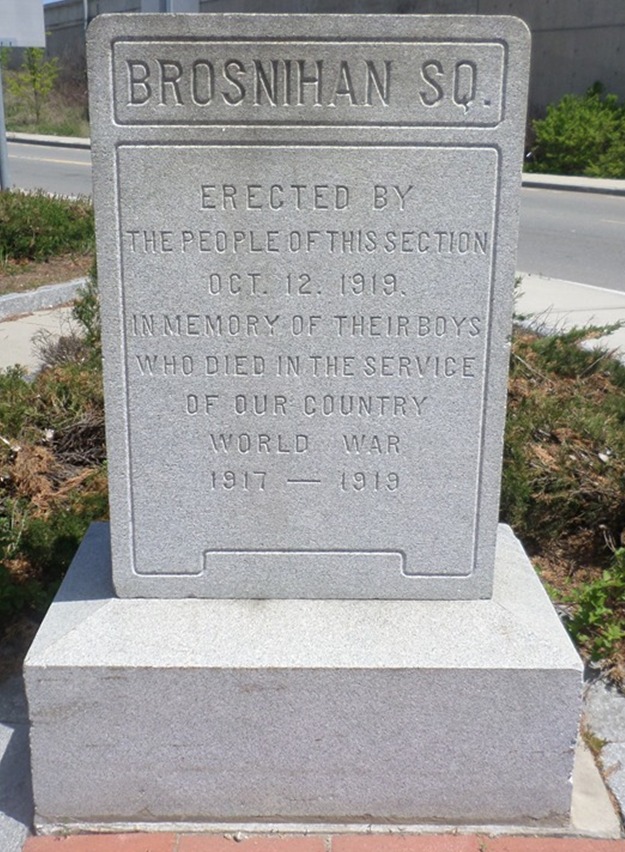 BROSNIHAN SQ.
ERECTED BY
THE PEOPLE OF THIS SECTION
OCT. 12. 1919.
IN MEMORY OF THEIR BOYS
WHO DIED IN THE SERVICE
OF OUR COUNTRY
WORLD WAR
1917 — 1919